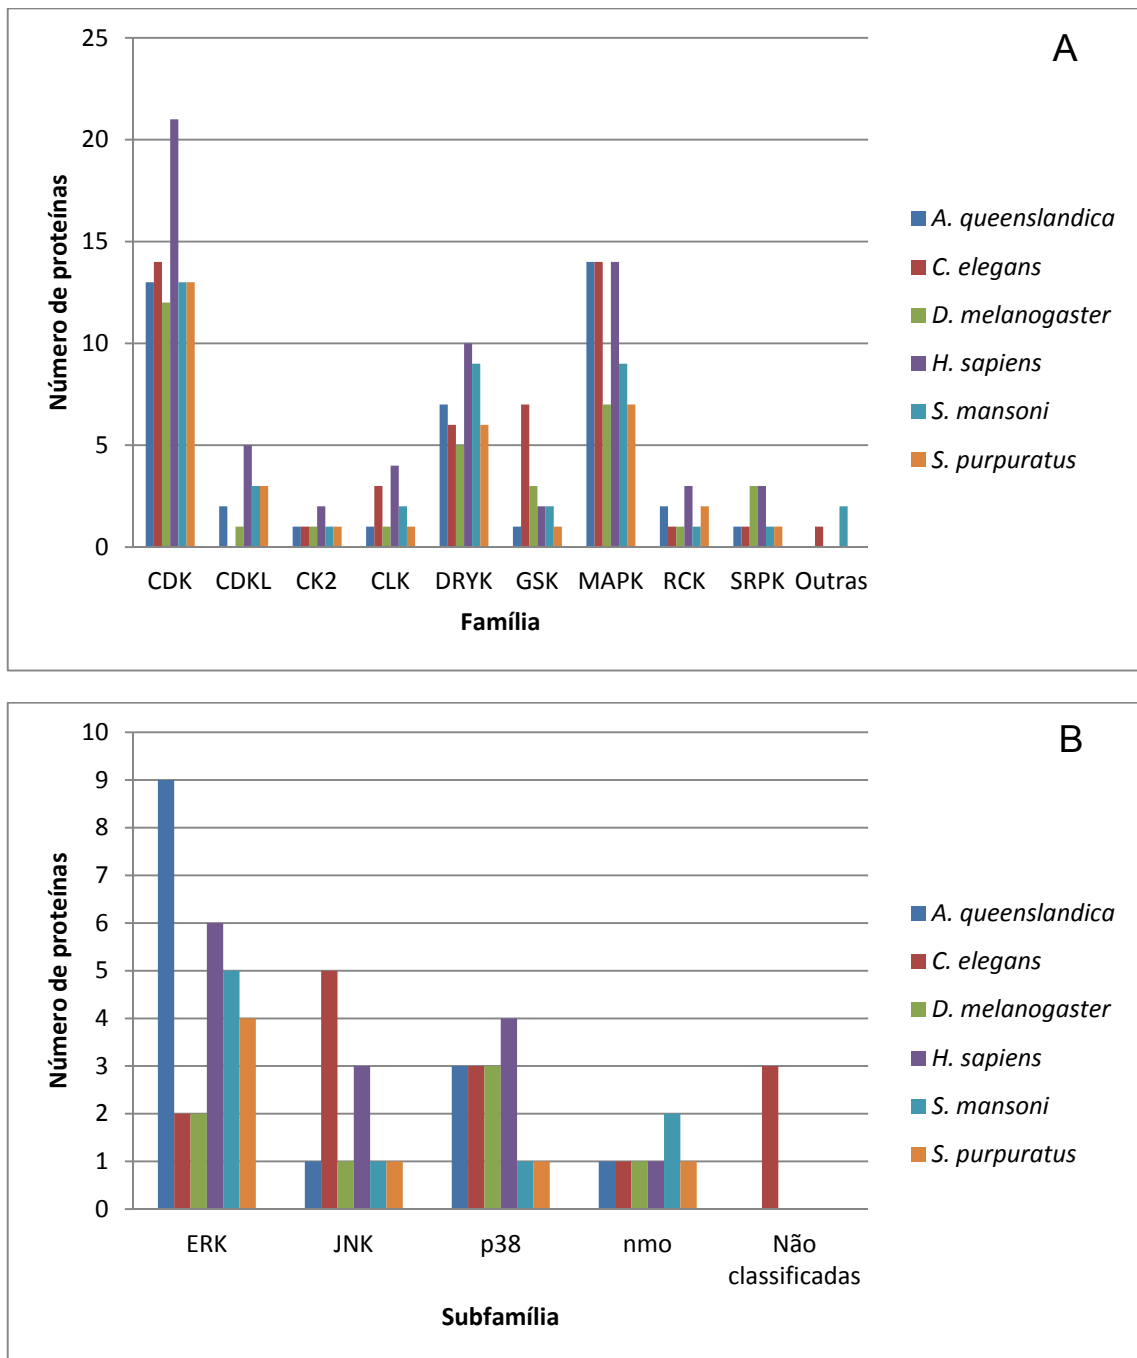 A
25
20
15
10
5
0
Número de proteínas
CDK CDKL CK2 CLK DRYK GSK MAPK RCK SRPK Outras
Família
A. queenslandica
C. elegans
D. melanogaster
H. sapiens
S. mansoni
S. purpuratus
B
10
9
8
7
6
5
4
3
2
1
0
Número de proteínas
ERK JNK p38 nmo Não
classificadas
Subfamília
A. queenslandica
C. elegans
D. melanogaster
H. sapiens
S. mansoni
S. purpuratus